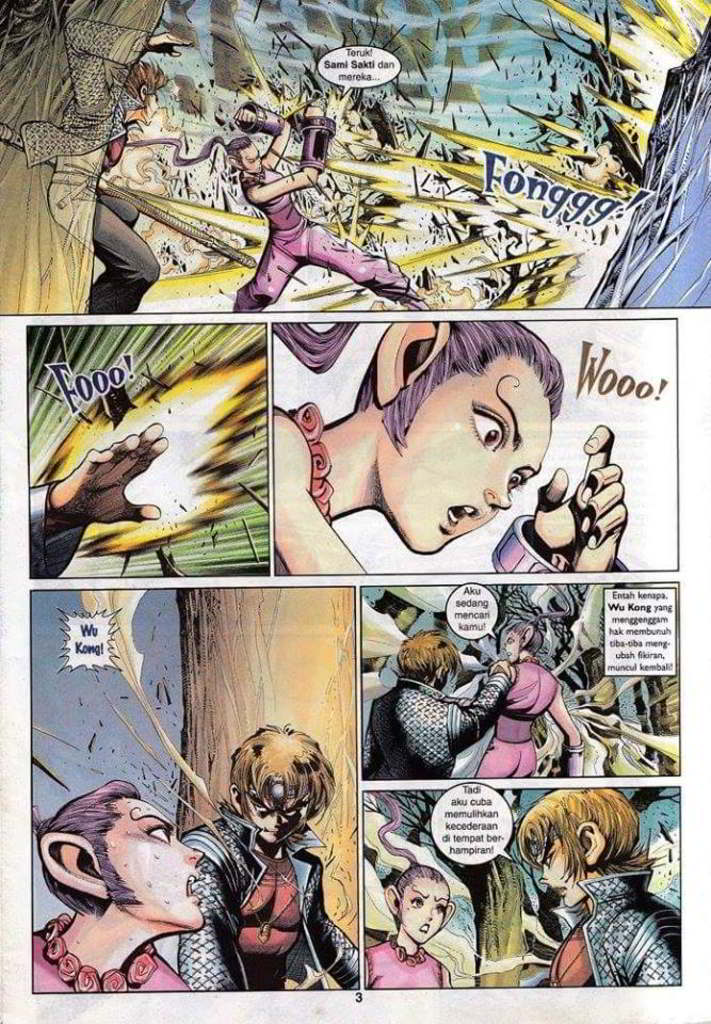 Teruk!
Sami Sakti dan
mereka...
Fonggg!
Fooo!
Wooo!
Wu
Kong!
Aku
sedang
mencari
kamu!
Entah kenapa,
Wu Kong yang
menggenggam
hak membunuh
tiba-tiba meng-
ubah fikiran,
muncul kembali!
Tadi
aku cuba
memulihkan
kecederaan
di tempat ber-
hampiran!
3